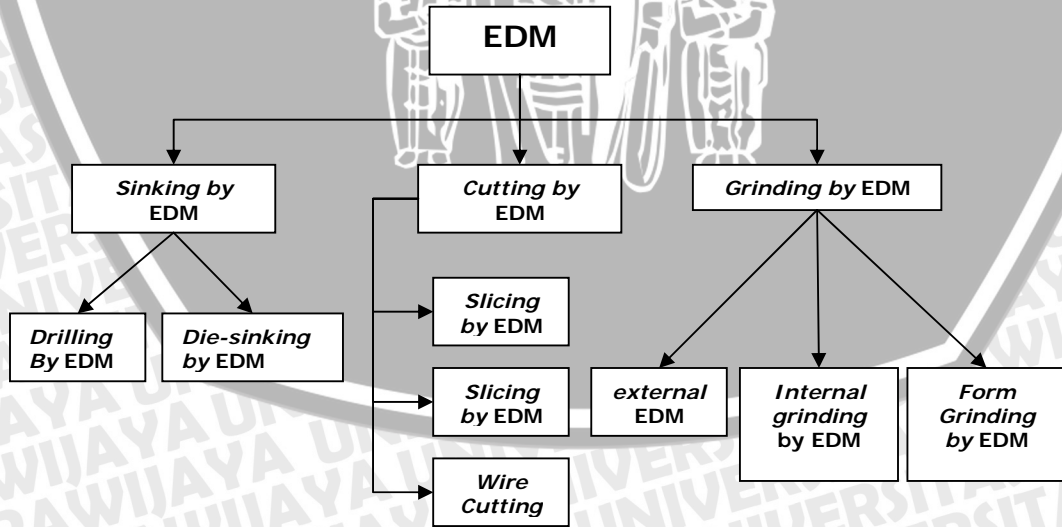 EDM
Sinking by
EDM
Cutting by
EDM
Grinding by EDM
Drilling
By EDM
Die-sinking
by EDM
Slicing
by EDM
Slicing
by EDM
Wire
Cutting
external
EDM
Internal
grinding
by EDM
Form
Grinding
by EDM